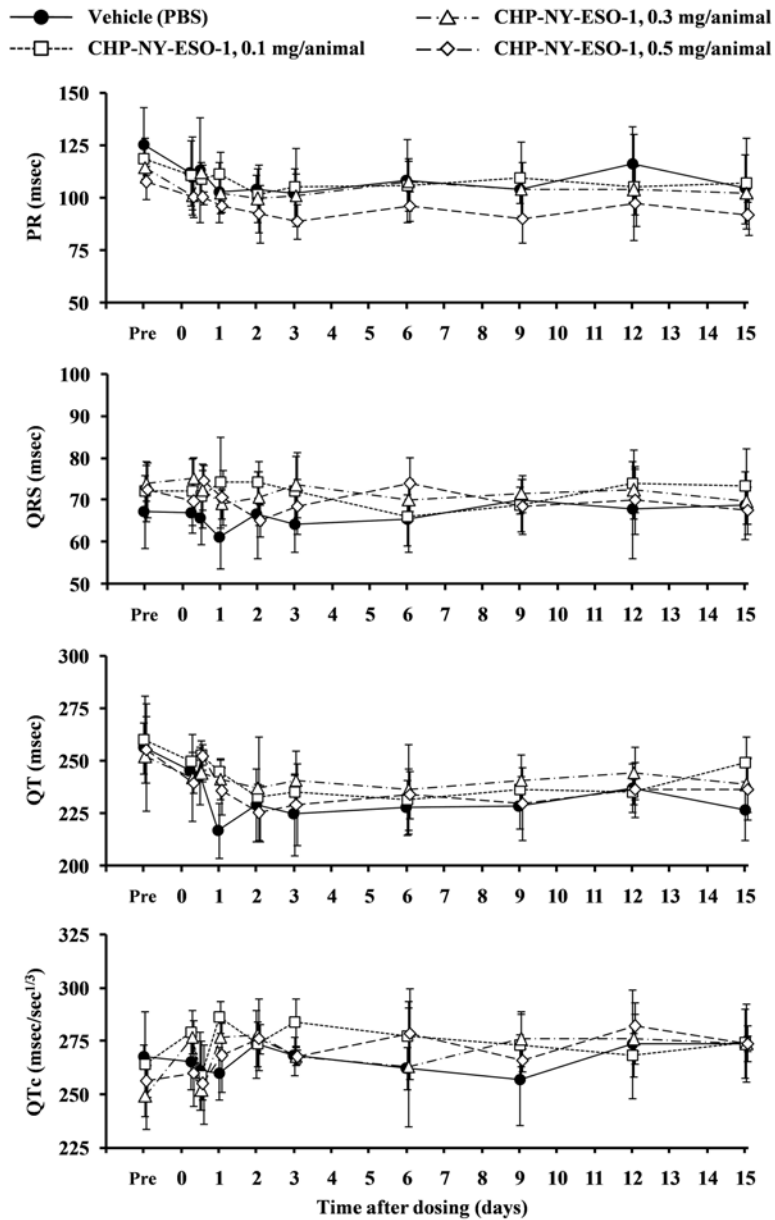 Vehicle (PBS)
CHP-NY-ESO-1, 0.3 mg/animal
CHP-NY-ESO-1, 0.1 mg/animal
CHP-NY-ESO-1, 0.5 mg/animal
150
125
100
75
50
PR (msec)
Pre 0 1 2 3 4 5 6 7 8 9 10 11 12 13 14 15
100
90
80
70
60
50
QRS (msec)
Pre 0 1 2 3 4 5 6 7 8 9 10 11 12 13 14 15
300
275
250
225
200
QT (msec)
Pre 0 1 2 3 4 5 6 7 8 9 10 11 12 13 14 15
325
300
275
250
225
QTc (msec/sec^1/3)
Pre 0 1 2 3 4 5 6 7 8 9 10 11 12 13 14 15
Time after dosing (days)